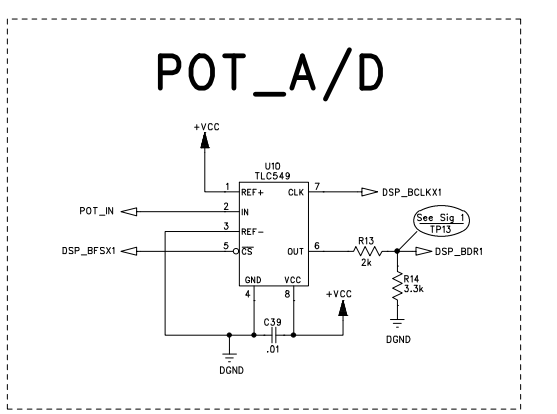 POT_A/D
+VCC
U10
TLC549
1 REF+ CLK 7 DSP_BCLKX1
POT_IN 2 IN
3 REF-
See Sig 1
TP13
DSP_BFSX1 5 CS OUT 6 R13 DSP_BDR1
2k
GND VCC
4 8
R14
3.3k
+VCC
C39
.01
DGND
DGND